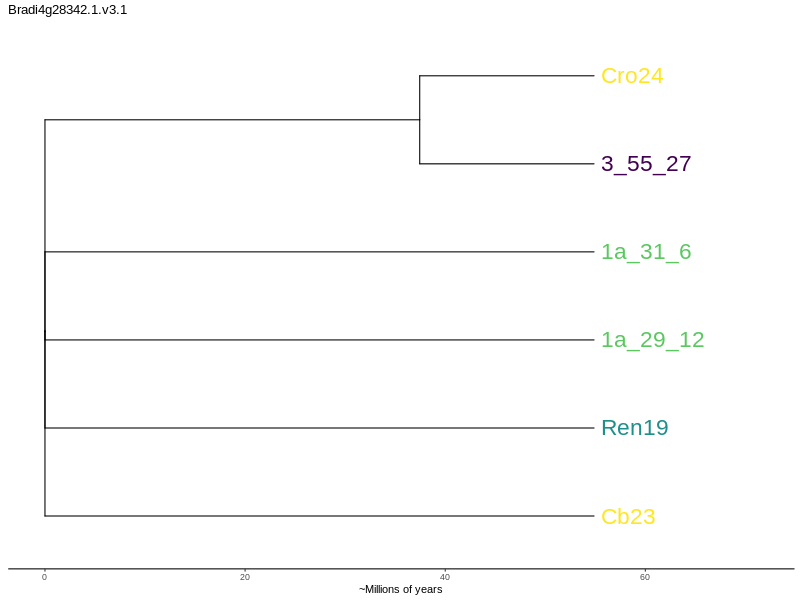 Bradi4g28342.1.v3.1
Cro24
3_55_27
1a_31_6
1a_29_12
Ren19
Cb23
0 20 40 60
~Millions of years